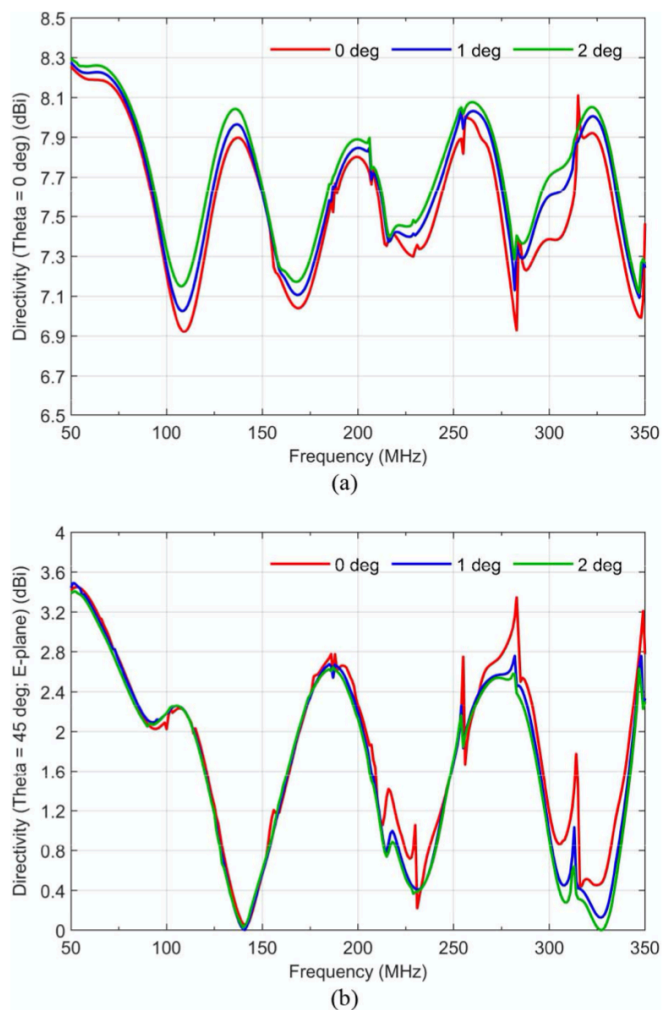 8.5
0 deg 1 deg 2 deg
8.3
8.1
7.9
7.7
7.5
7.3
7.1
6.9
6.7
6.5
Directivity (Theta = 0 deg) (dBi)
50 100 150 200 250 300 350
Frequency (MHz)
(a)
4
0 deg 1 deg 2 deg
3.6
3.2
2.8
2.4
2
1.6
1.2
0.8
0.4
0
Directivity (Theta = 45 deg; E-plane) (dBi)
50 100 150 200 250 300 350
Frequency (MHz)
(b)